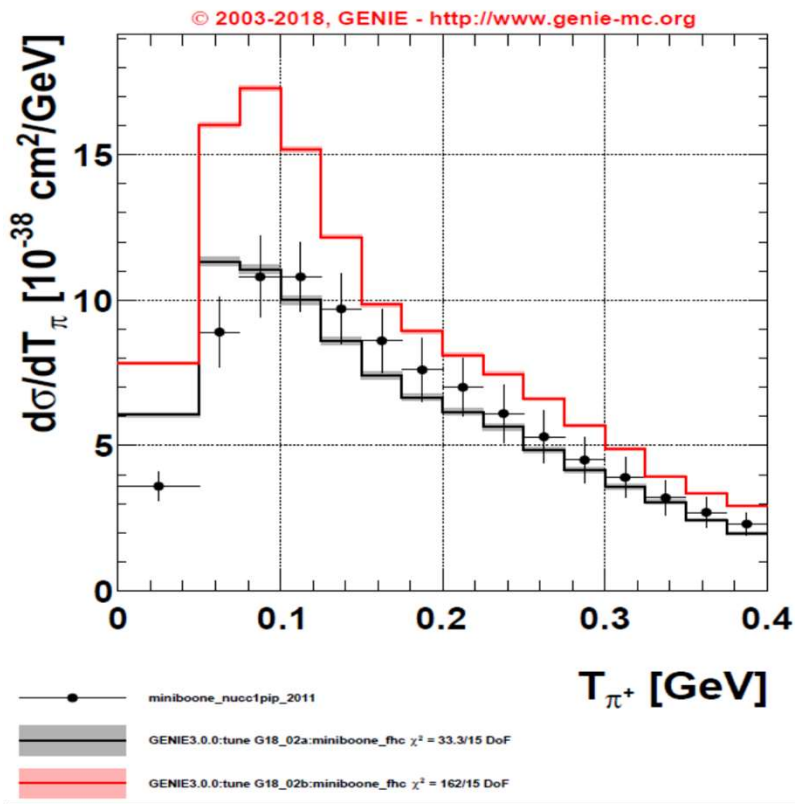 © 2003-2018, GENIE - http://www.genie-mc.org
dσ/dTπ [10-38 cm2/GeV]
15
10
5
0
0 0.1 0.2 0.3 0.4
Tπ+ [GeV]
miniboone_nucc1pip_2011
GENIE3.0.0:tune G18_02a:miniboone_fhc χ2 = 33.3/15 DoF
GENIE3.0.0:tune G18_02b:miniboone_fhc χ2 = 162/15 DoF